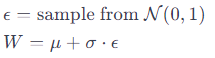 ϵ = sample from 𝒩(0, 1)
W = μ + σ ⋅ ϵ